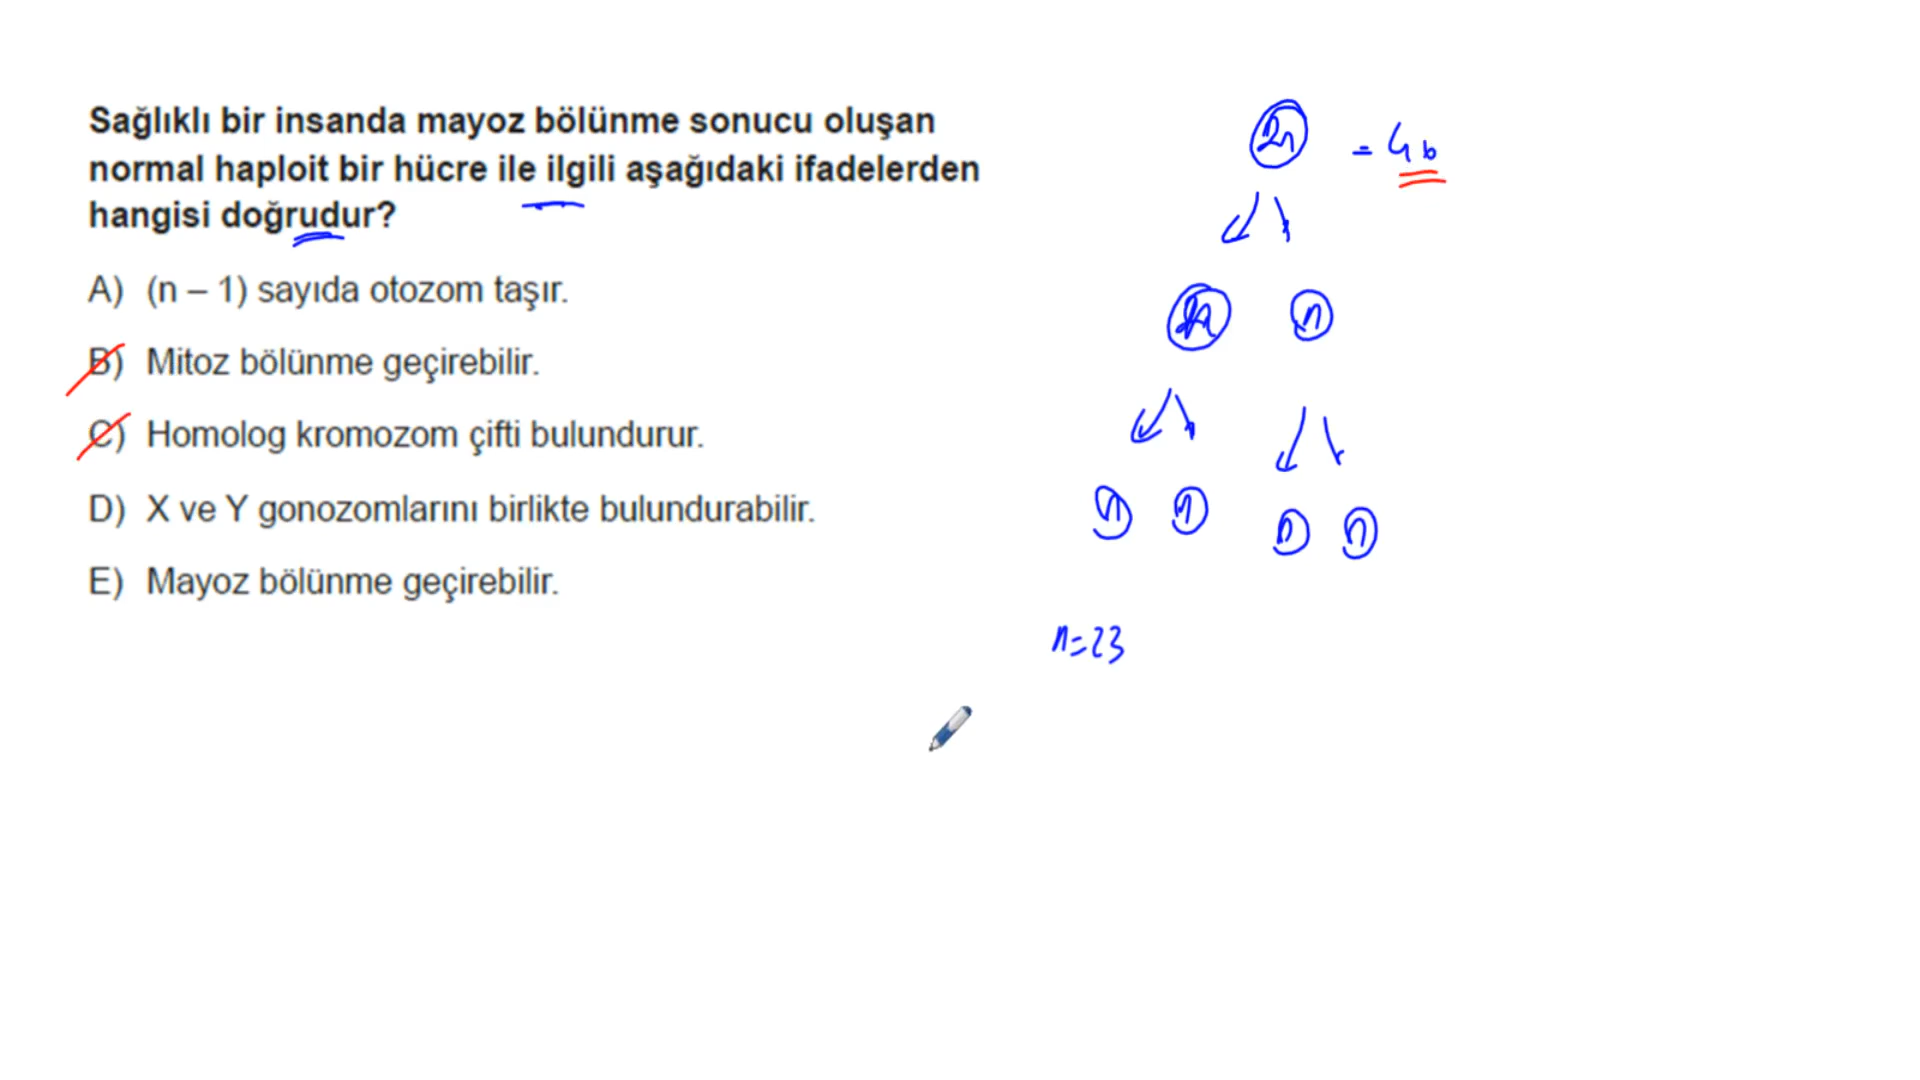 Sağlıklı bir insanda mayoz bölünme sonucu oluşan
normal haploit bir hücre ile ilgili aşağıdaki ifadelerden
hangisi doğrudur?
A) (n – 1) sayıda otozom taşır.
B) Mitoz bölünme geçirebilir.
C) Homolog kromozom çifti bulundurur.
D) X ve Y gonozomlarını birlikte bulundurabilir.
E) Mayoz bölünme geçirebilir.
2n = 46
n
n n n n
n=23